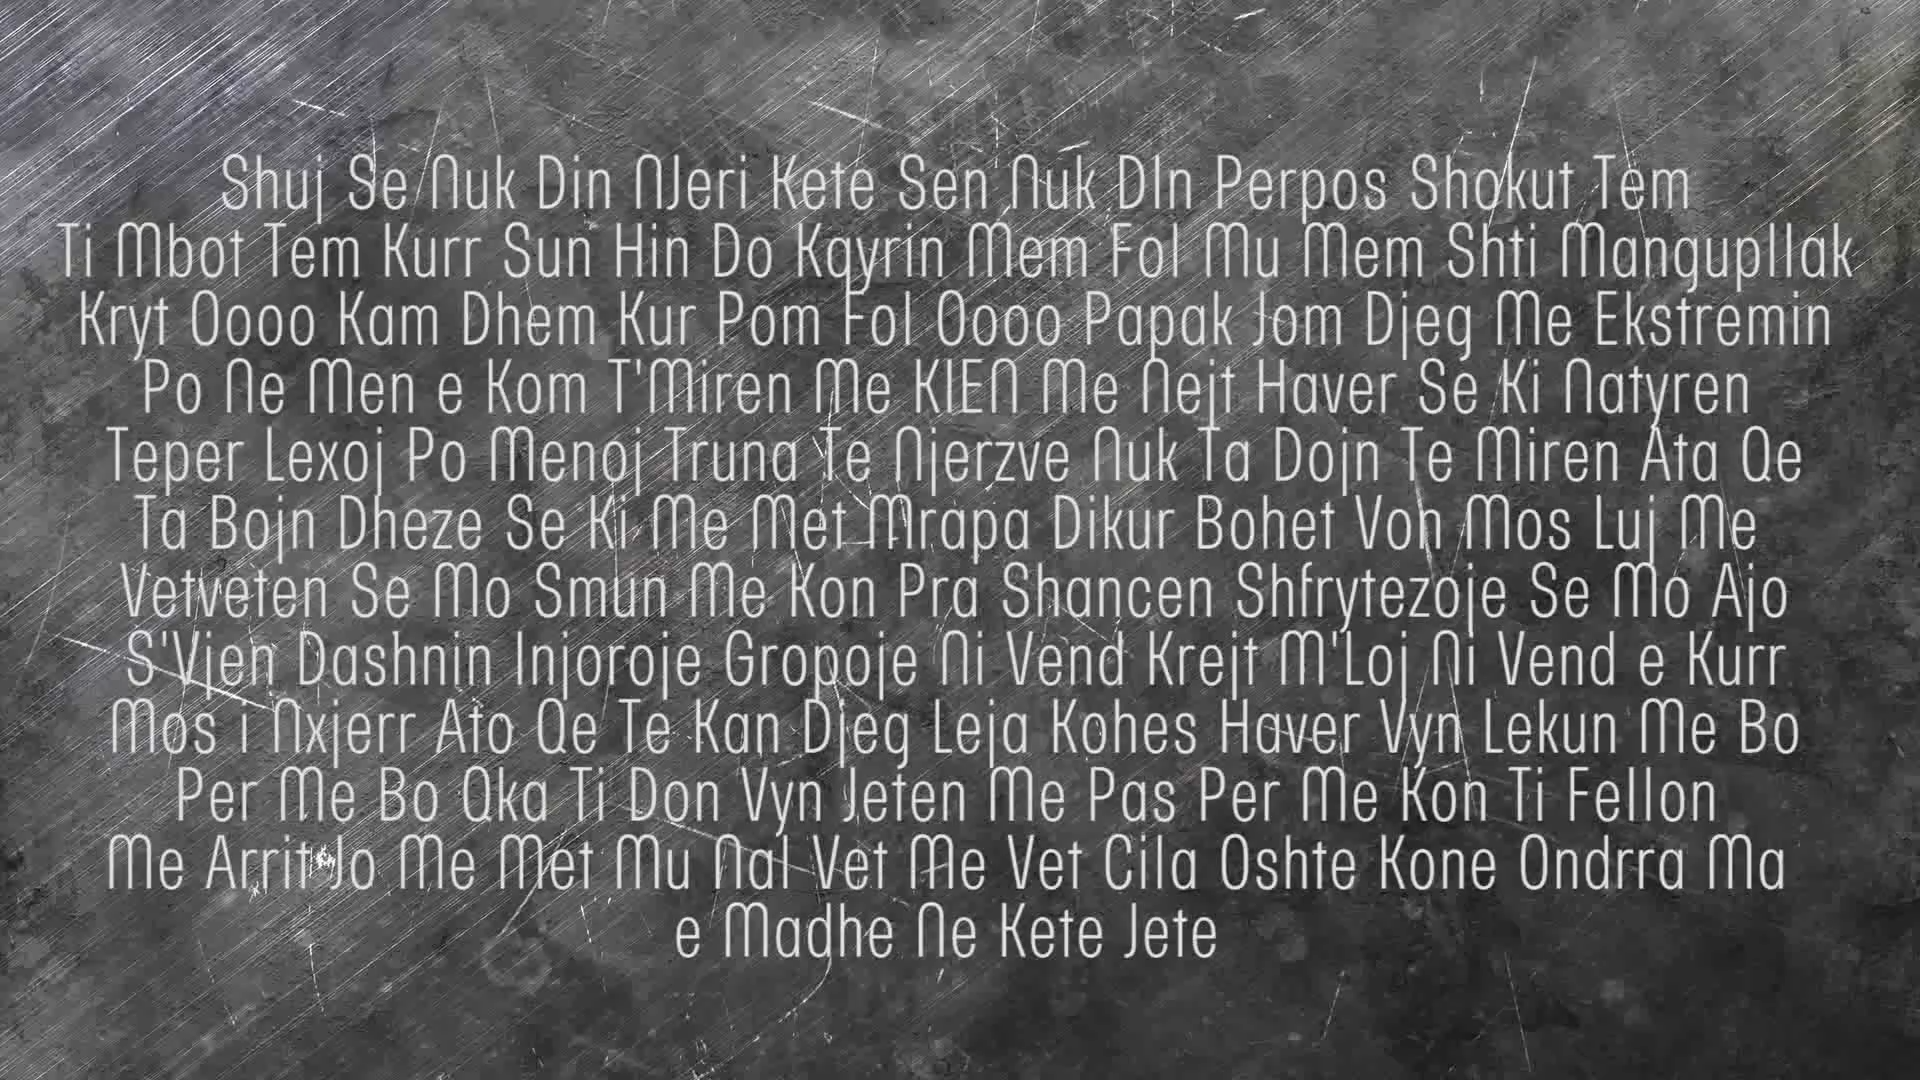 Shuj Se Nuk Din NJeri Kete Sen Nuk DIn Perpos Shokut Tem
Ti Mbot Tem Kurr Sun Hin Do Kqyrin Mem Fol Mu Mem Shti Mangupllak
Kryt Oooo Kam Dhem Kur Pom Fol Oooo Papak Jom Djeg Me Ekstremin
Po Ne Men e Kom T'Miren Me KIEN Me Nejt Haver Se Ki Natyren
Teper Lexoj Po Menoj Truna Te Njerzve Nuk Ta Dojn Te Miren Ata Qe
Ta Bojn Dheze Se Ki Me Met Mrapa Dikur Bohet Von Mos Luj Me
Vetveten Se Mo Smun Me Kon Pra Shancen Shfrytezoje Se Mo Ajo
S'Vjen Dashnin Injoroje Gropoje Ni Vend Krejt M'Loj Ni Vend e Kurr
Mos i Nxjerr Ato Qe Te Kan Djeg Leja Kohes Haver Vyn Lekun Me Bo
Per Me Bo Qka Ti Don Vyn Jeten Me Pas Per Me Kon Ti Fellon
Me Arrit Jo Me Met Mu Nal Vet Me Vet Cila Oshte Kone Ondrra Ma
e Madhe Ne Kete Jete